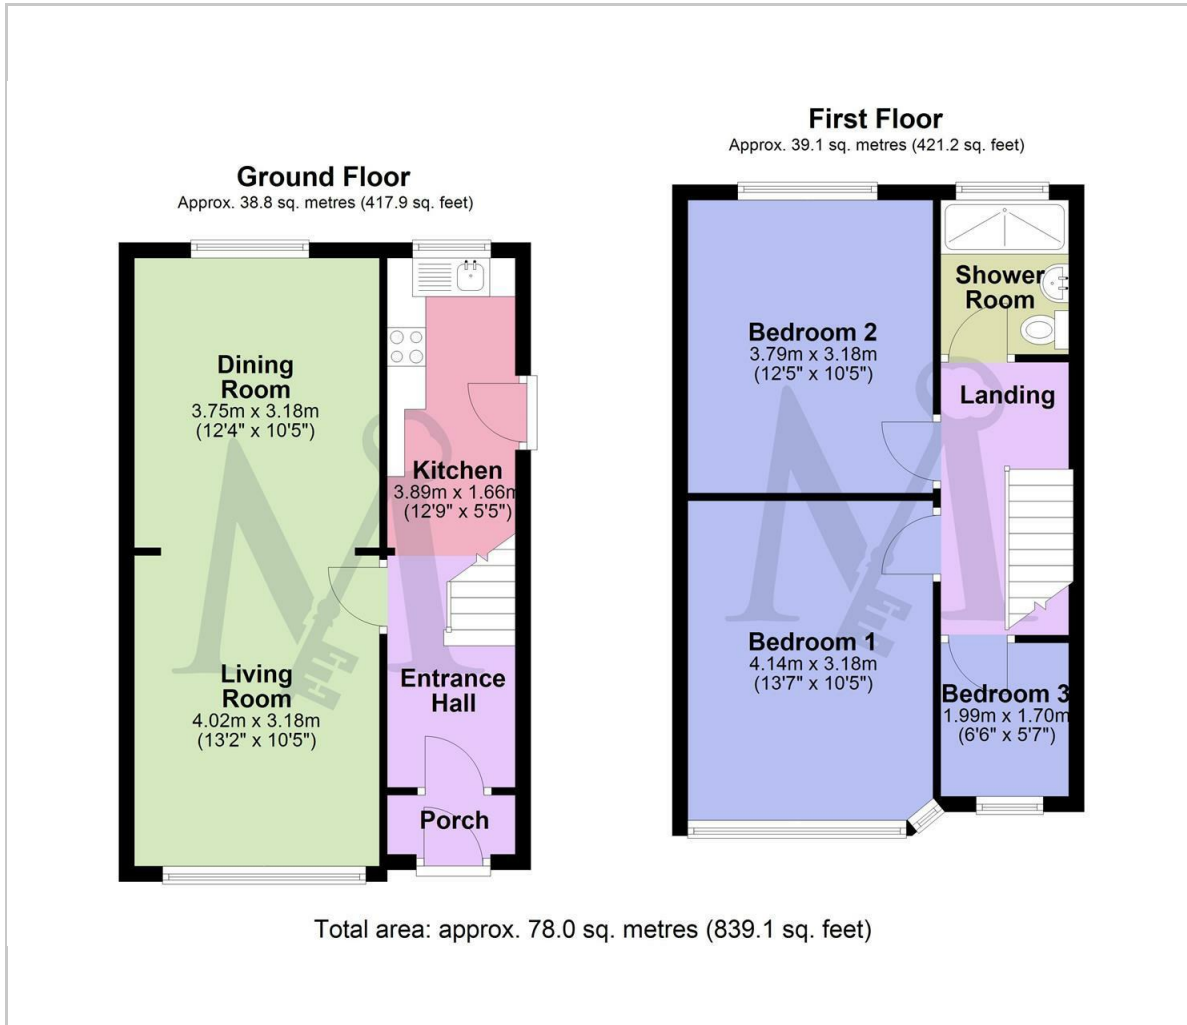 Ground Floor
Approx. 38.8 sq. metres (417.9 sq. feet)
Dining
Room
3.75m x 3.18m
(12'4" x 10'5")
Kitchen
3.89m x 1.66m
(12'9" x 5'5")
Living
Room
4.02m x 3.18m
(13'2" x 10'5")
Entrance
Hall
Porch
First Floor
Approx. 39.1 sq. metres (421.2 sq. feet)
Shower
Room
Bedroom 2
3.79m x 3.18m
(12'5" x 10'5")
Landing
Bedroom 1
4.14m x 3.18m
(13'7" x 10'5")
Bedroom 3
1.99m x 1.70m
(6'6" x 5'7")
Total area: approx. 78.0 sq. metres (839.1 sq. feet)